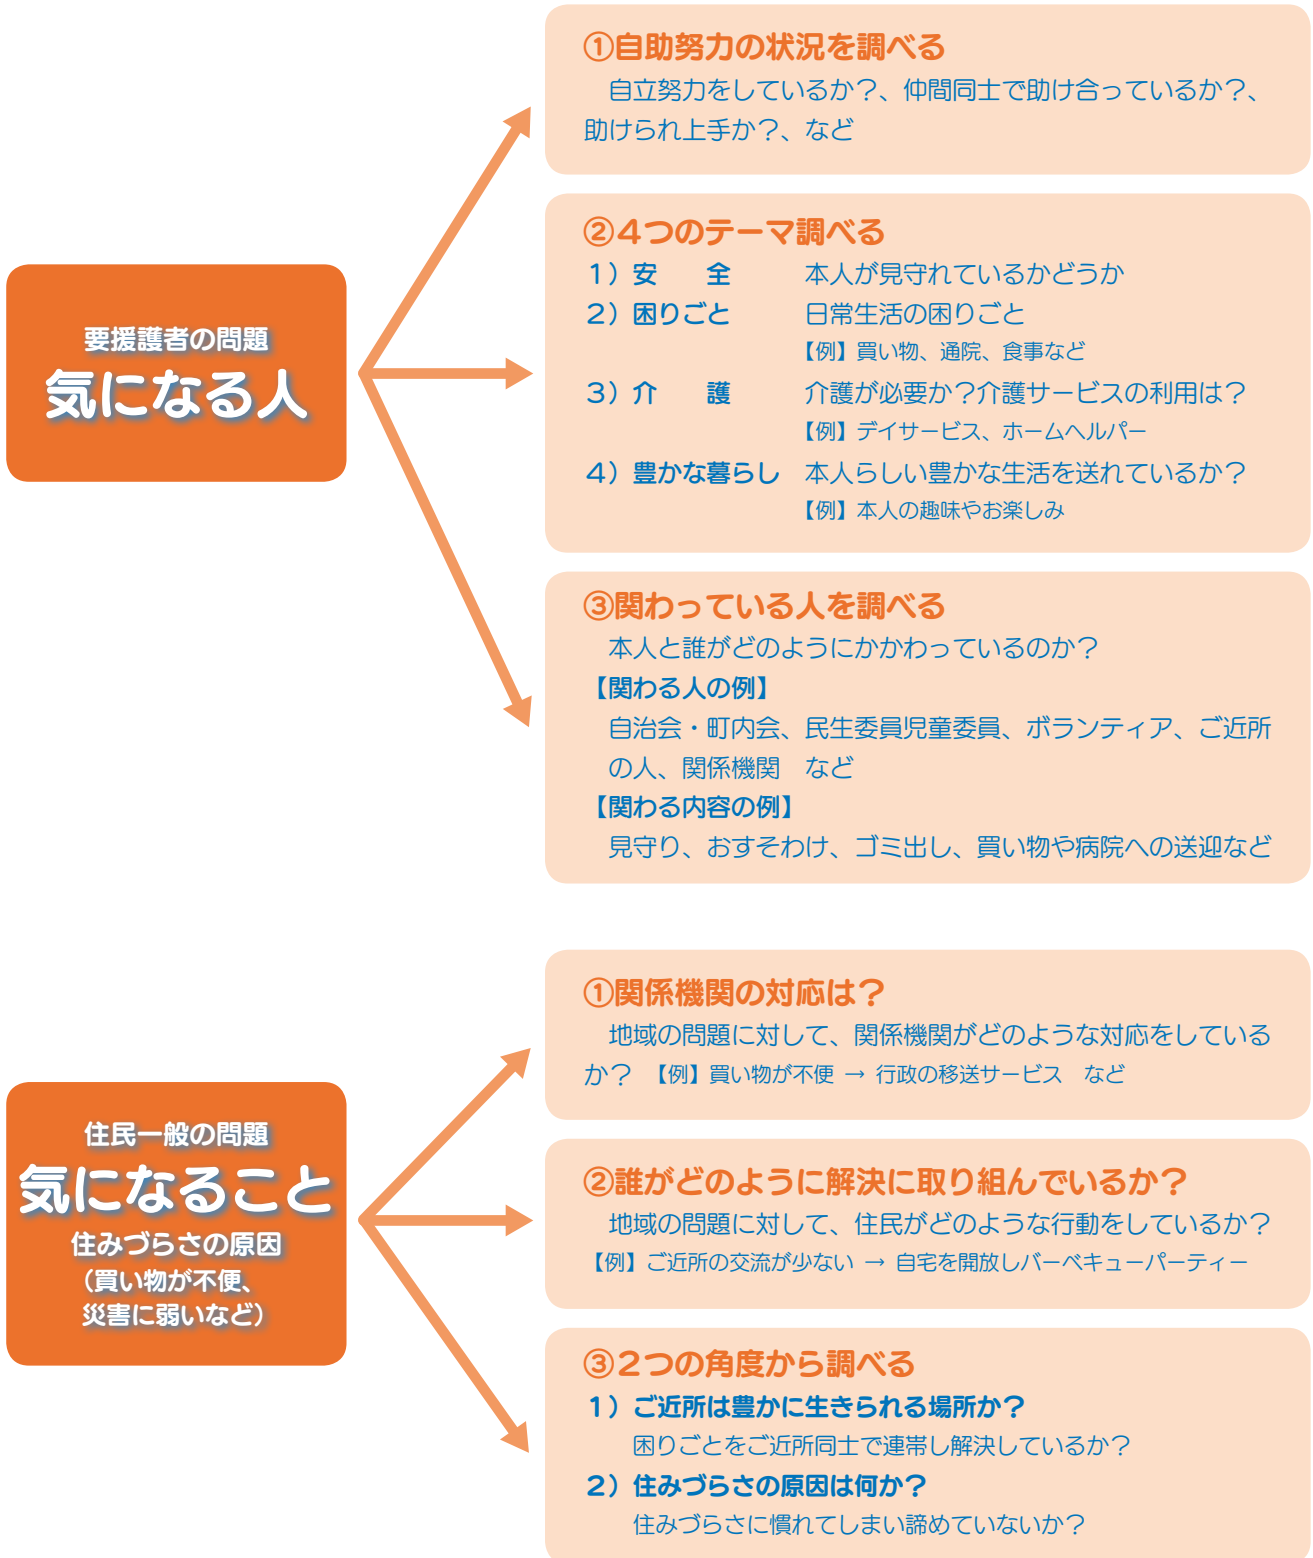 要援護者の問題
気になる人
①自助努力の状況を調べる
自立努力をしているか？、仲間同士で助け合っているか？、
助けられ上手か？、など
②４つのテーマ調べる
１）安　　全　　　本人が見守れているかどうか
２）困りごと　　　日常生活の困りごと
【例】買い物、通院、食事など
３）介　　護　　　介護が必要か？介護サービスの利用は？
【例】デイサービス、ホームヘルパー
４）豊かな暮らし　本人らしい豊かな生活を送れているか？
【例】本人の趣味やお楽しみ
③関わっている人を調べる
本人と誰がどのようにかかわっているのか？
【関わる人の例】
自治会・町内会、民生委員児童委員、ボランティア、ご近所
の人、関係機関　など
【関わる内容の例】
見守り、おすそわけ、ゴミ出し、買い物や病院への送迎など
住民一般の問題
気になること
住みづらさの原因
（買い物が不便、
災害に弱いなど）
①関係機関の対応は？
地域の問題に対して、関係機関がどのような対応をしている
か？　【例】買い物が不便 → 行政の移送サービス　など
②誰がどのように解決に取り組んでいるか？
地域の問題に対して、住民がどのような行動をしているか？
【例】ご近所の交流が少ない → 自宅を開放しバーベキューパーティー
③２つの角度から調べる
１）ご近所は豊かに生きられる場所か？
困りごとをご近所同士で連帯し解決しているか？
２）住みづらさの原因は何か？
住みづらさに慣れてしまい諦めていないか？